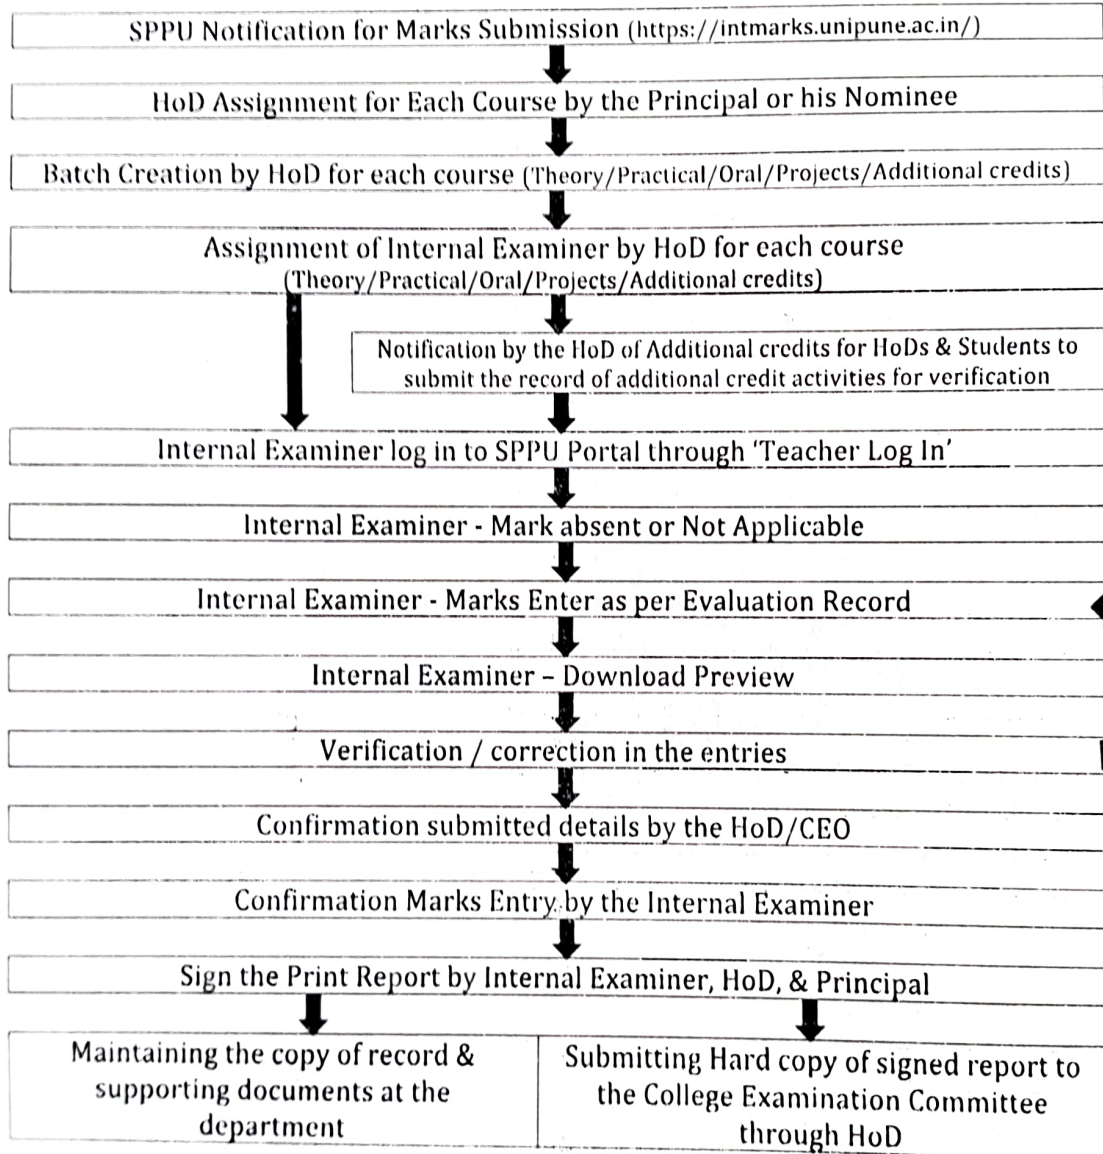 SPPU Notification for Marks Submission (https://intmarks.unipune.ac.in/)
HoD Assignment for Each Course by the Principal or his Nominee
Batch Creation by HoD for each course (Theory/Practical/Oral/Projects/Additional credits)
Assignment of Internal Examiner by HoD for each course
(Theory/Practical/Oral/Projects/Additional credits)
Notification by the HoD of Additional credits for HoDs & Students to
submit the record of additional credit activities for verification
Internal Examiner log in to SPPU Portal through 'Teacher Log In'
Internal Examiner - Mark absent or Not Applicable
Internal Examiner - Marks Enter as per Evaluation Record
Internal Examiner – Download Preview
Verification / correction in the entries
Confirmation submitted details by the HoD/CEO
Confirmation Marks Entry by the Internal Examiner
Sign the Print Report by Internal Examiner, HoD, & Principal
Maintaining the copy of record &
supporting documents at the
department
Submitting Hard copy of signed report to
the College Examination Committee
through HoD